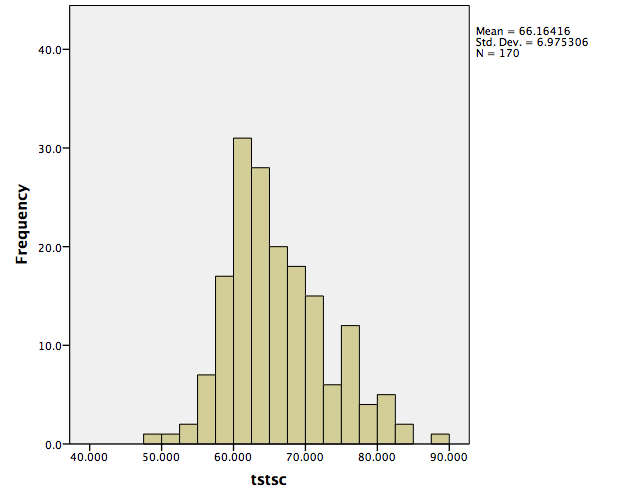 Mean = 66.16416
Std. Dev. = 6.975306
N = 170
40.0
30.0
20.0
10.0
0.0
Frequency
40.000 50.000 60.000 70.000 80.000 90.000
tstsc